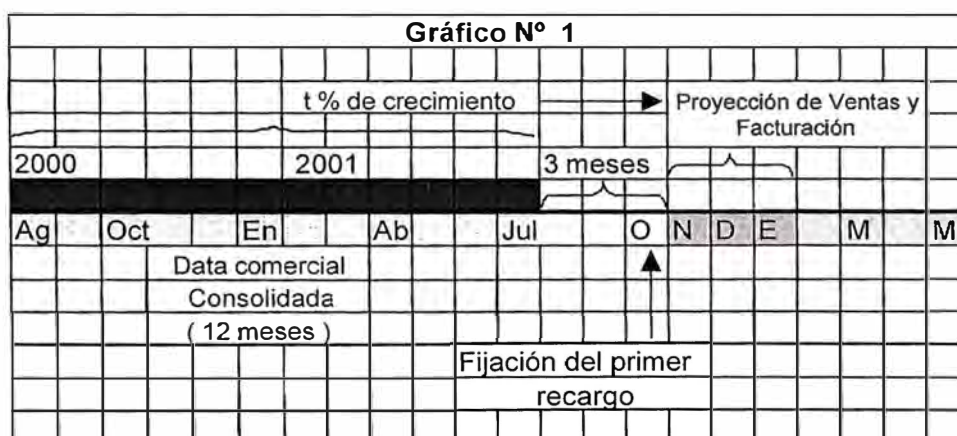 Gráfico Nº 1
t % de crecimiento
Proyección de Ventas y
Facturación
2000 2001 3 meses
Ag Oct En Ab Jul O N D E M M
Data comercial
Consolidada
( 12 meses )
Fijación del primer
recargo